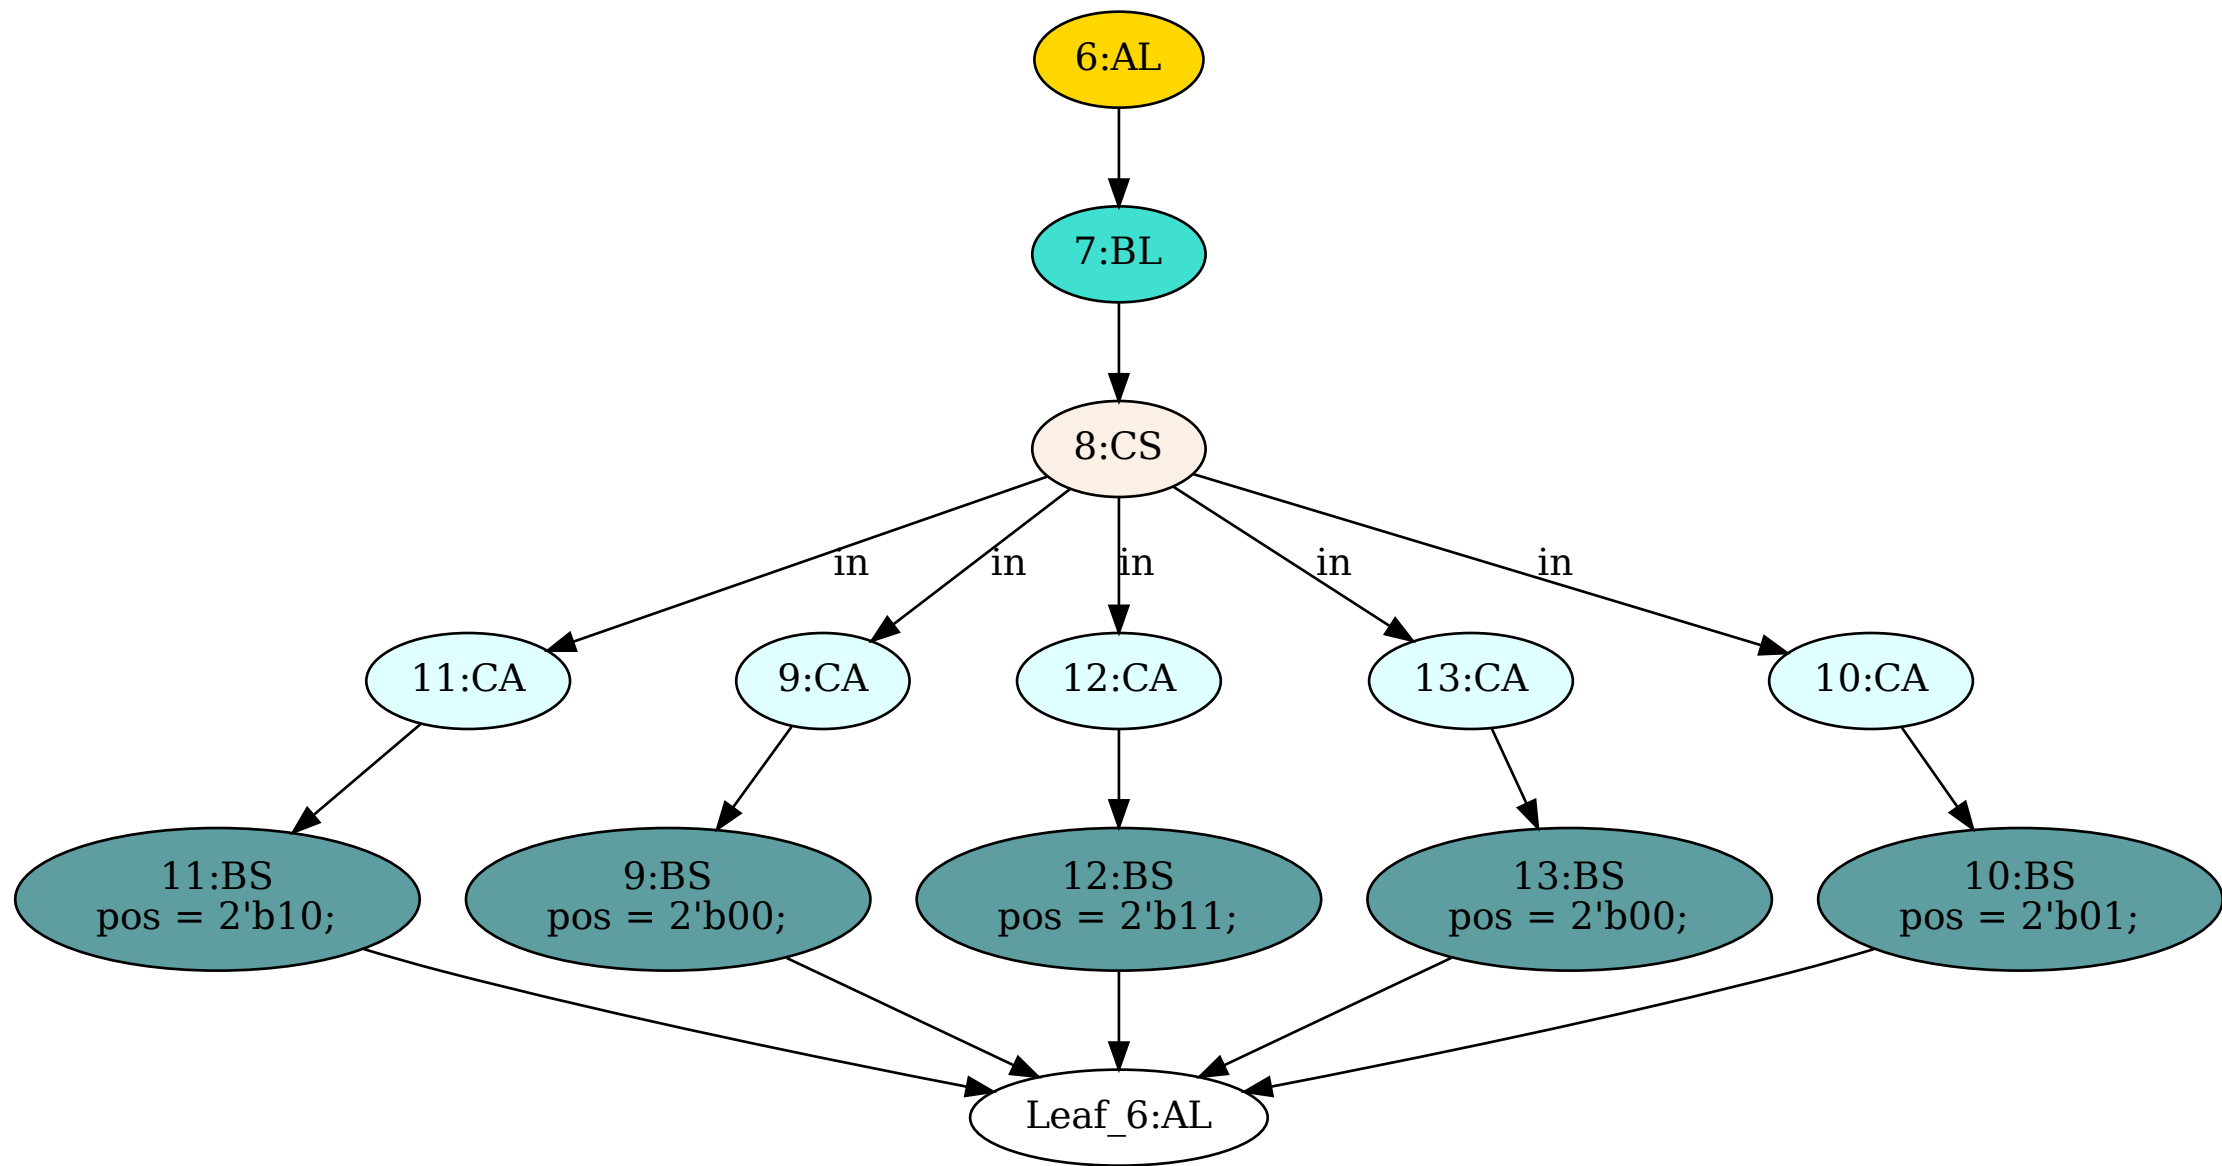 6:AL
7:BL
8:CS
in
in
in
in
in
11:CA
9:CA
12:CA
13:CA
10:CA
11:BS
pos = 2'b10;
9:BS
pos = 2'b00;
12:BS
pos = 2'b11;
13:BS
pos = 2'b00;
10:BS
pos = 2'b01;
Leaf_6:AL